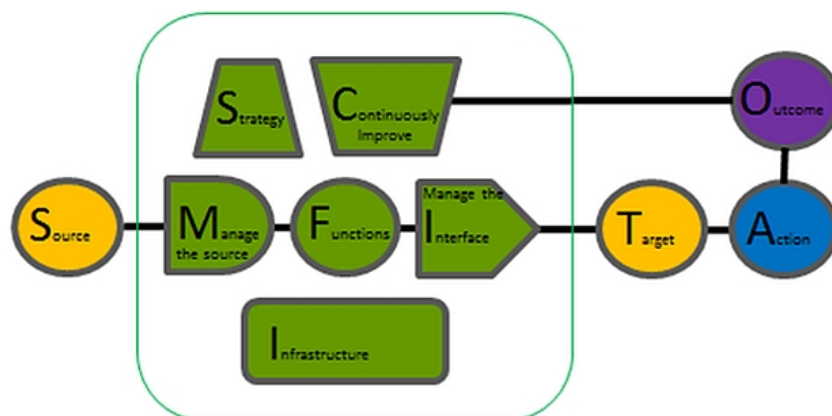 Strategy
Continuously
Improve
Outcome
Source
Manage
the source
Functions
Manage the
Interface
Target
Action
Infrastructure